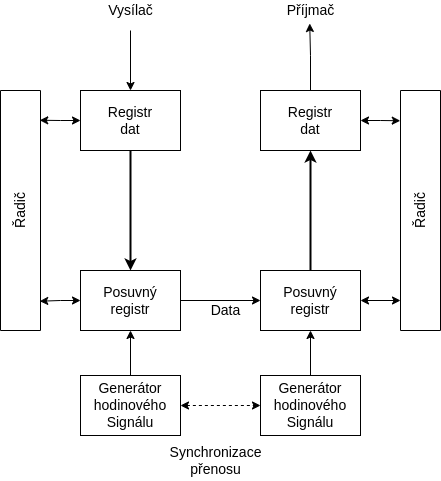 Vysílač
Příjmač
Registr
dat
Registr
dat
Řadič
Řadič
Posuvný
registr
Data
Posuvný
registr
Generátor
hodinového
Signálu
Generátor
hodinového
Signálu
Synchronizace
přenosu